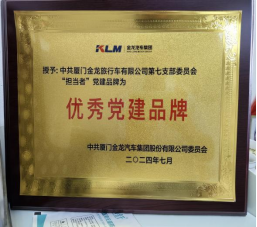 KLM 金龙汽车集团
授予：中共厦门金龙旅行车有限公司第七支部委员会
“担当者”党建品牌为
优秀党建品牌
中共厦门金龙汽车集团股份有限公司委员会
二〇二四年七月